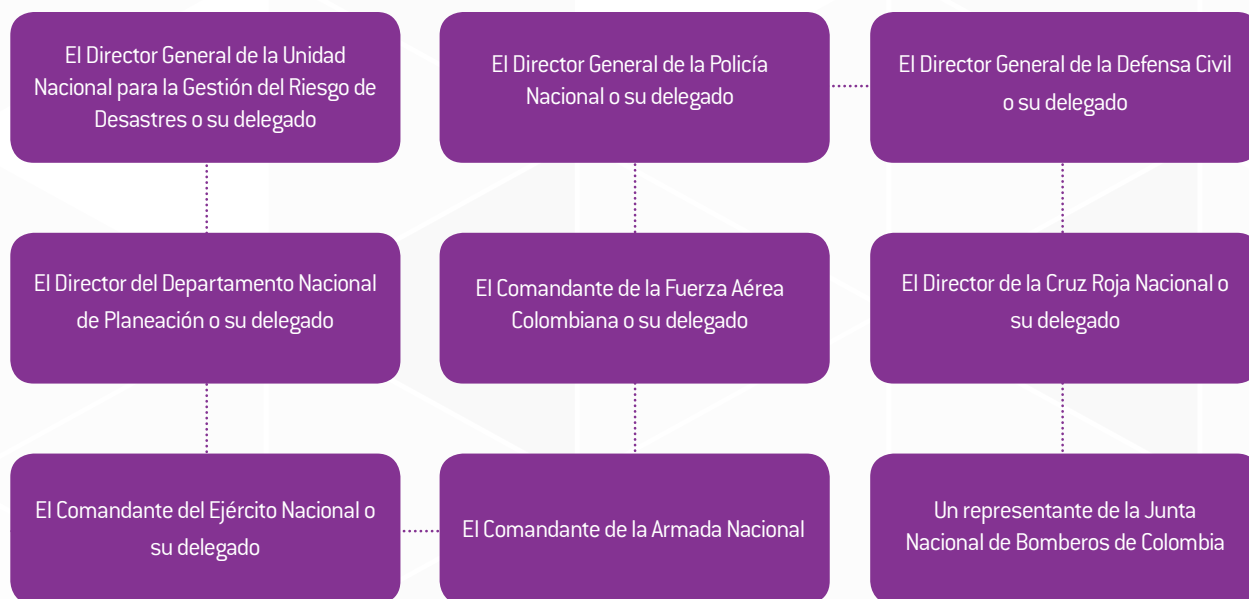 El Director General de la Unidad
Nacional para la Gestión del Riesgo de
Desastres o su delegado
El Director del Departamento Nacional
de Planeación o su delegado
El Comandante del Ejército Nacional o
su delegado
El Comandante de la Armada Nacional
El Comandante de la Fuerza Aérea
Colombiana o su delegado
El Director General de la Policía
Nacional o su delegado
El Director General de la Defensa Civil
o su delegado
El Director de la Cruz Roja Nacional o
su delegado
Un representante de la Junta
Nacional de Bomberos de Colombia